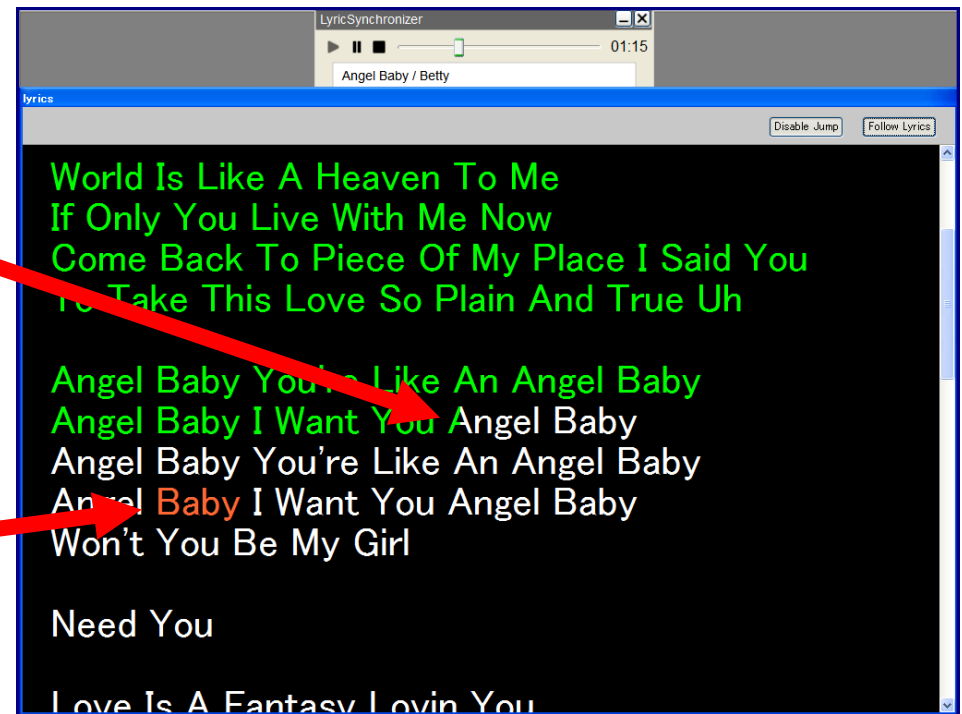 LyricSynchronizer
01:15
Angel Baby / Betty
lyrics
Disable Jump Follow Lyrics
World Is Like A Heaven To Me
If Only You Live With Me Now
Come Back To Piece Of My Place I Said You
To Take This Love So Plain And True Uh
Angel Baby You're Like An Angel Baby
Angel Baby I Want You Angel Baby
Angel Baby You're Like An Angel Baby
Angel Baby I Want You Angel Baby
Won't You Be My Girl
Need You
Love Is A Fantasy Lovin You